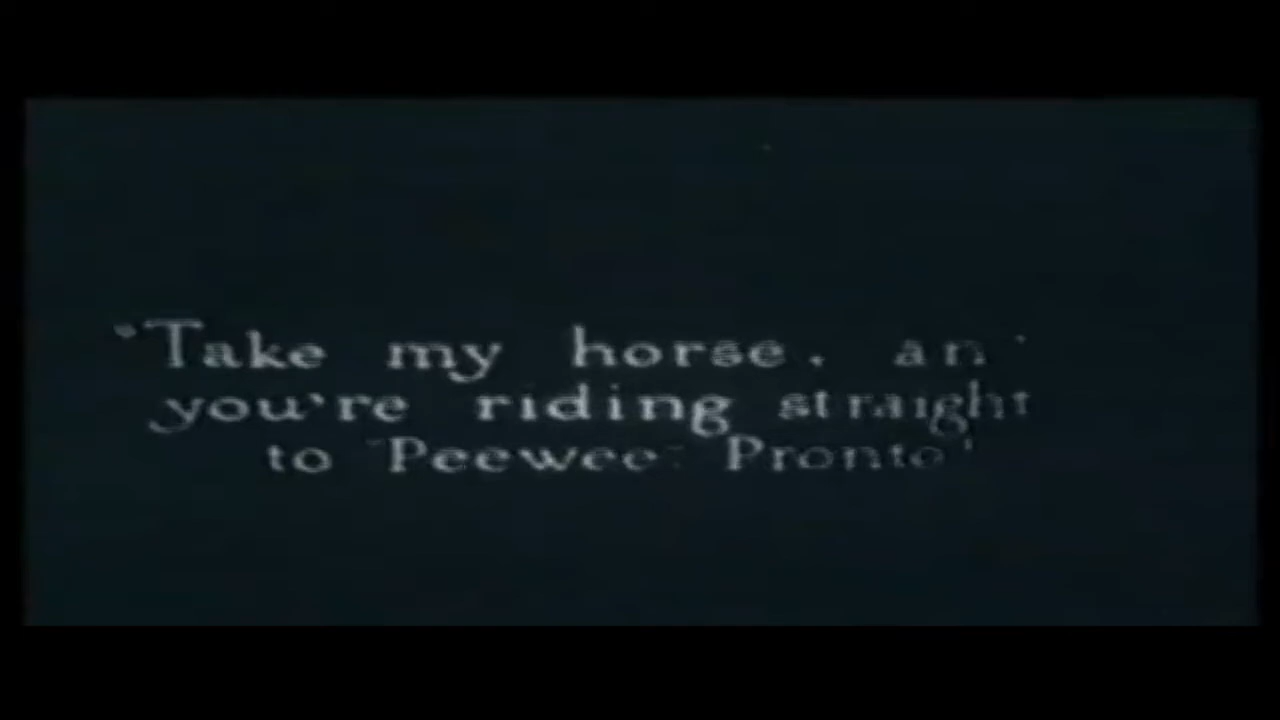 "Take my horse, an'
you're riding straight
to "Peewee" Pronto"